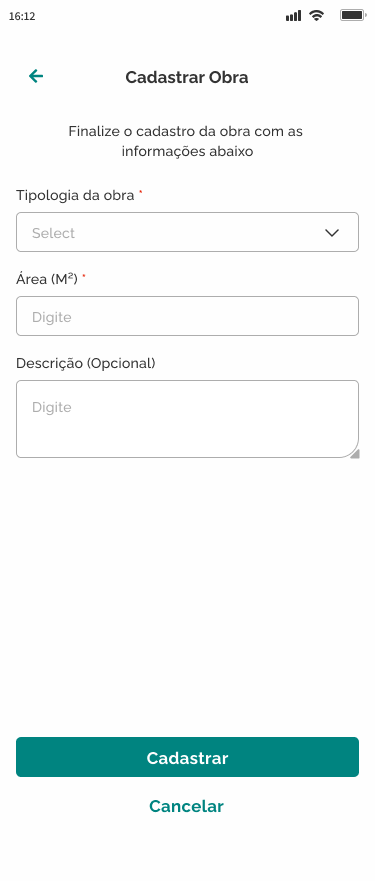 16:12
Cadastrar Obra
Finalize o cadastro da obra com as
informações abaixo
Tipologia da obra *
Select
Área (M²) *
Digite
Descrição (Opcional)
Digite
Cadastrar
Cancelar